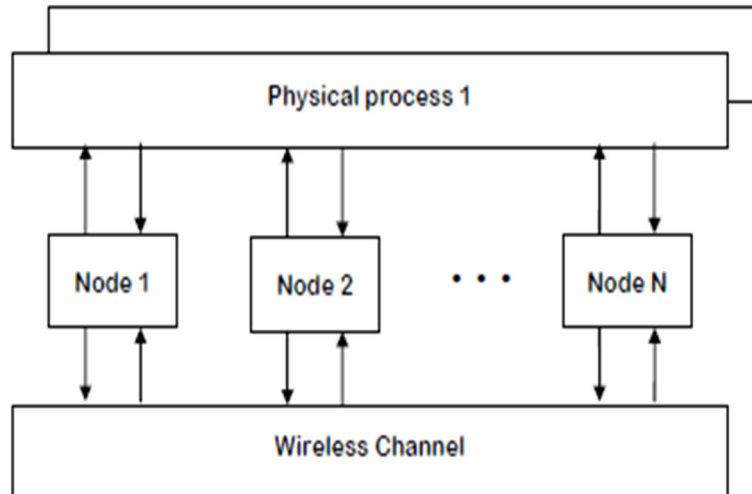 Physical process 1
Node 1
Node 2
• • •
Node N
Wireless Channel